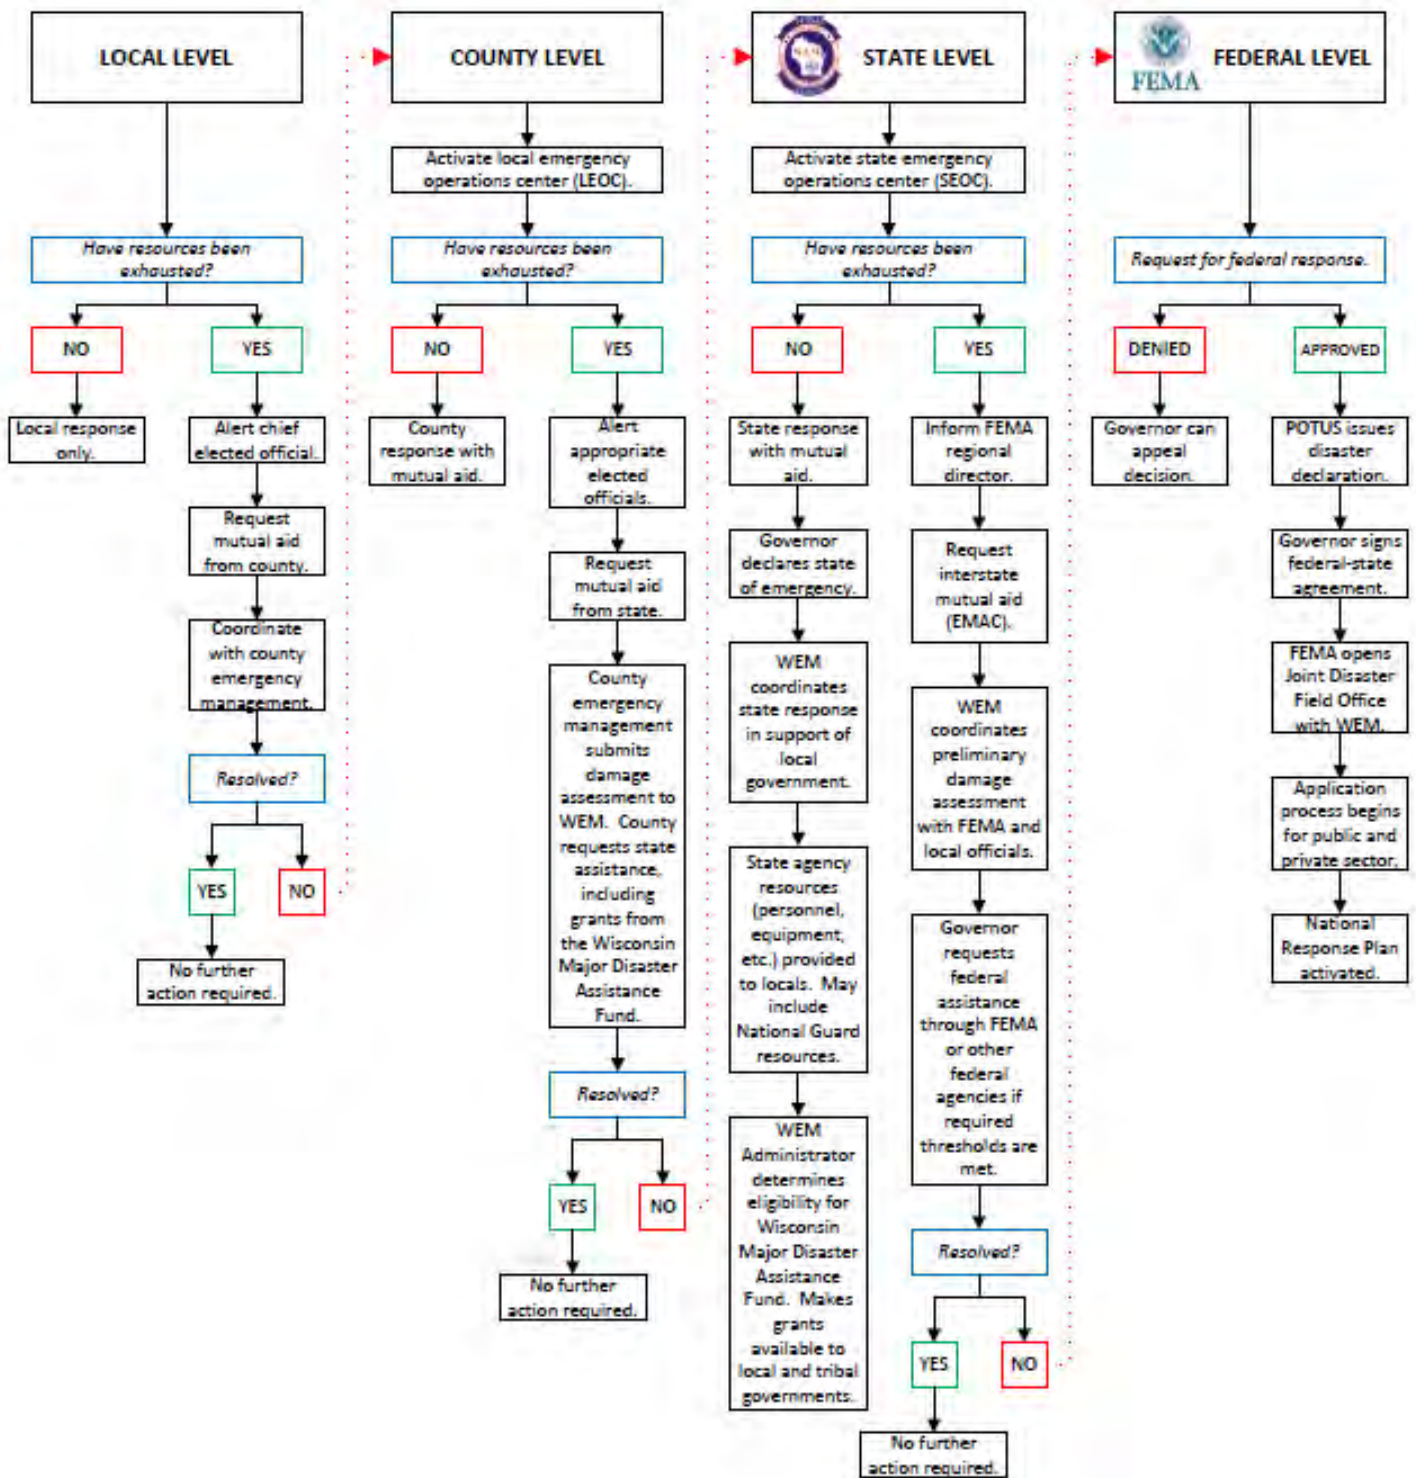 LOCAL LEVEL
Have resources been
exhausted?
NO
YES
Local response
only.
Alert chief
elected official.
Request
mutual aid
from county.
Coordinate
with county
emergency
management.
Resolved?
YES
NO
No further
action required.
COUNTY LEVEL
Activate local emergency
operations center (LEOC).
Have resources been
exhausted?
NO
YES
County
response with
mutual aid.
Alert
appropriate
elected
officials.
Request
mutual aid
from state.
County
emergency
management
submits
damage
assessment to
WEM. County
requests state
assistance,
including
grants from
the Wisconsin
Major Disaster
Assistance
Fund.
Resolved?
YES
NO
No further
action required.
STATE LEVEL
Activate state emergency
operations center (SEOC).
Have resources been
exhausted?
NO
YES
State response
with mutual
aid.
Governor
declares state
of emergency.
WEM
coordinates
state response
in support of
local
government.
State agency
resources
(personnel,
equipment,
etc.) provided
to locals. May
include
National Guard
resources.
WEM
Administrator
determines
eligibility for
Wisconsin
Major Disaster
Assistance
Fund. Makes
grants
available to
local and tribal
governments.
Inform FEMA
regional
director.
Request
interstate
mutual aid
(EMAC).
WEM
coordinates
preliminary
damage
assessment
with FEMA and
local officials.
Governor
requests
federal
assistance
through FEMA
or other
federal
agencies if
required
thresholds are
met.
Resolved?
YES
NO
No further
action required.
FEMA
FEDERAL LEVEL
Request for federal response.
DENIED
APPROVED
Governor can
appeal
decision.
POTUS issues
disaster
declaration.
Governor signs
federal-state
agreement.
FEMA opens
Joint Disaster
Field Office
with WEM.
Application
process begins
for public and
private sector.
National
Response Plan
activated.